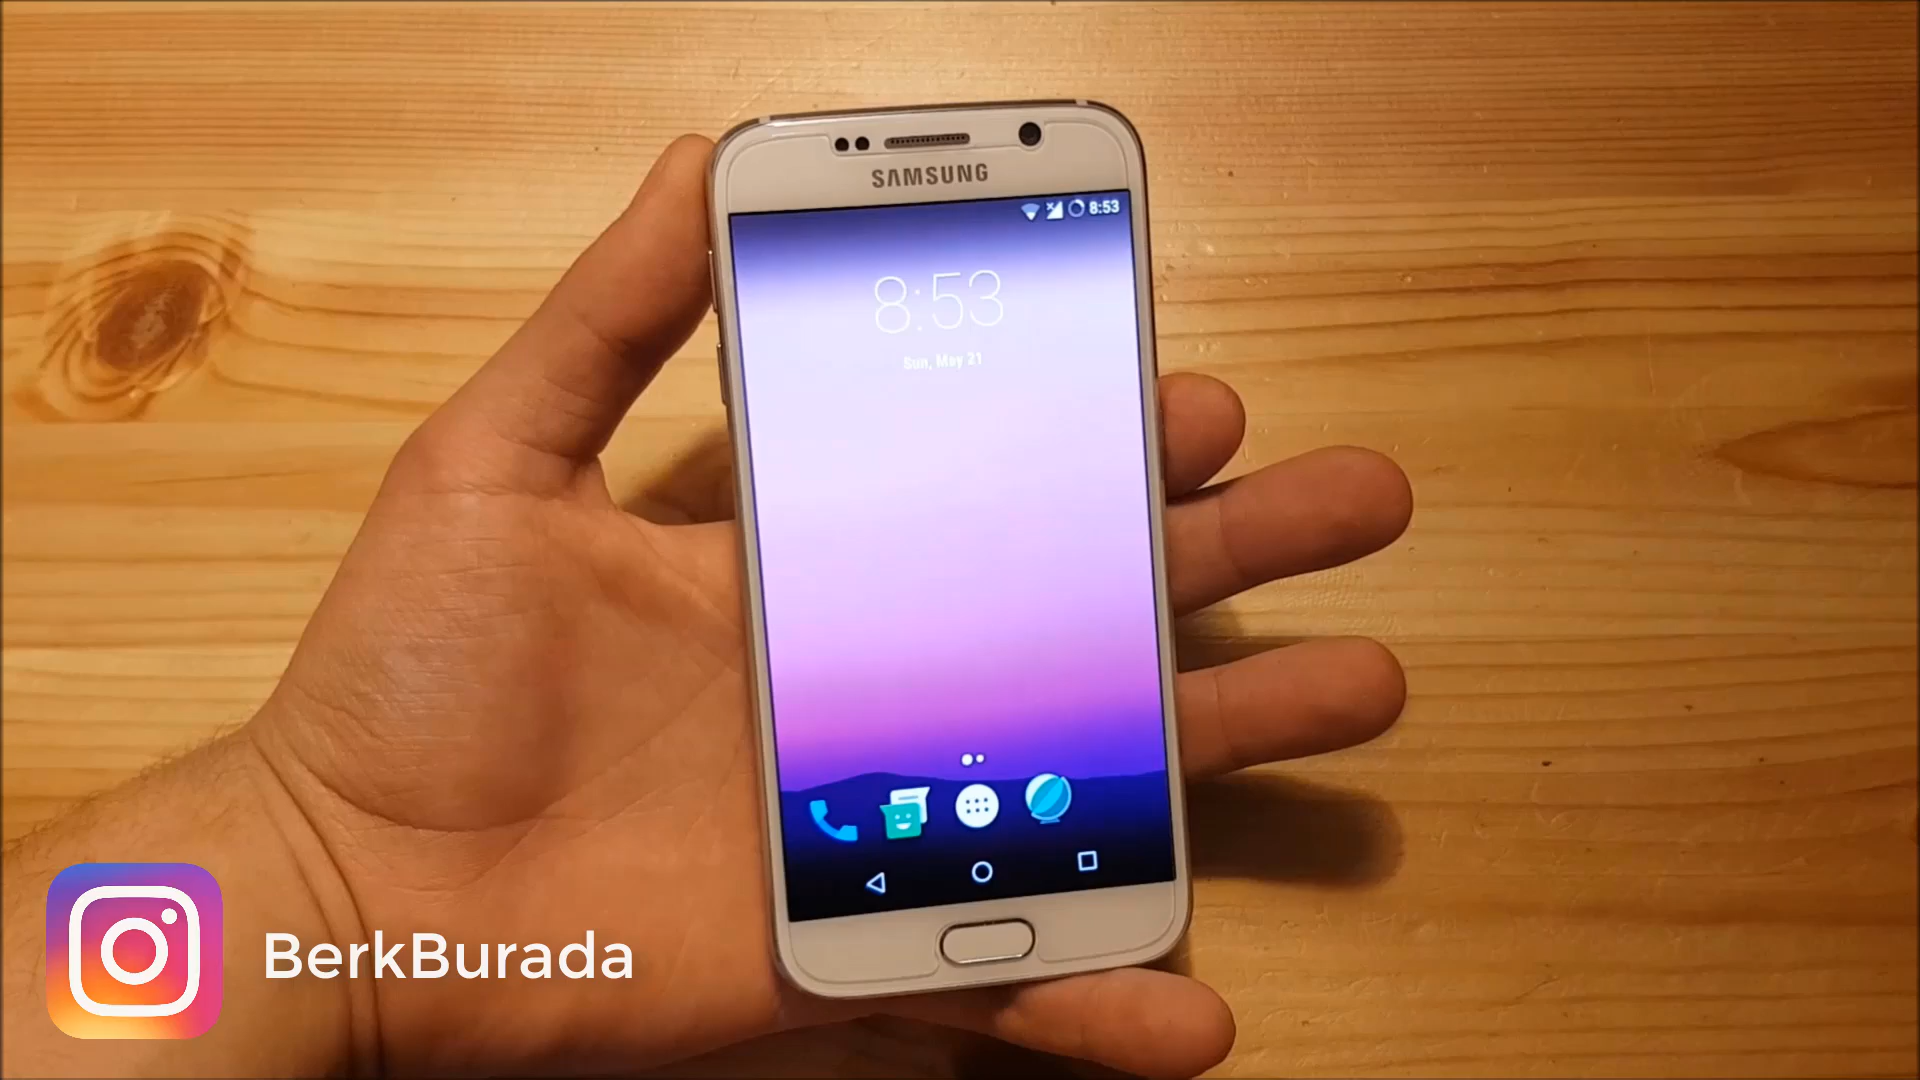 SAMSUNG
8:53
8:53
Sun, May 21
BerkBurada